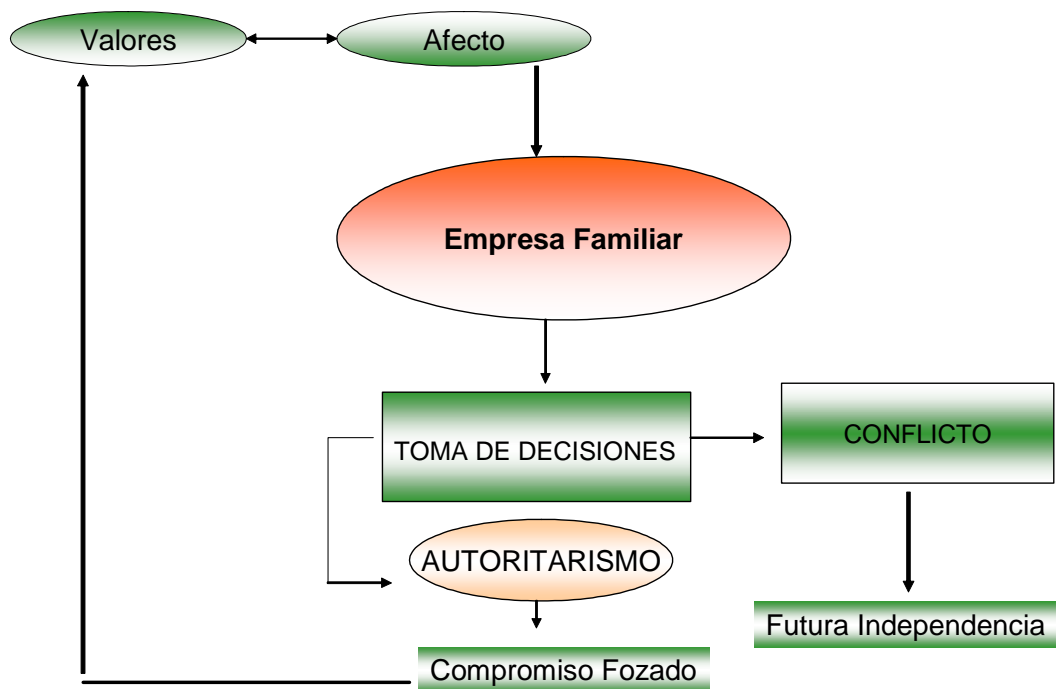 Valores
Afecto
Empresa Familiar
TOMA DE DECISIONES
CONFLICTO
AUTORITARISMO
Futura Independencia
Compromiso Fozado